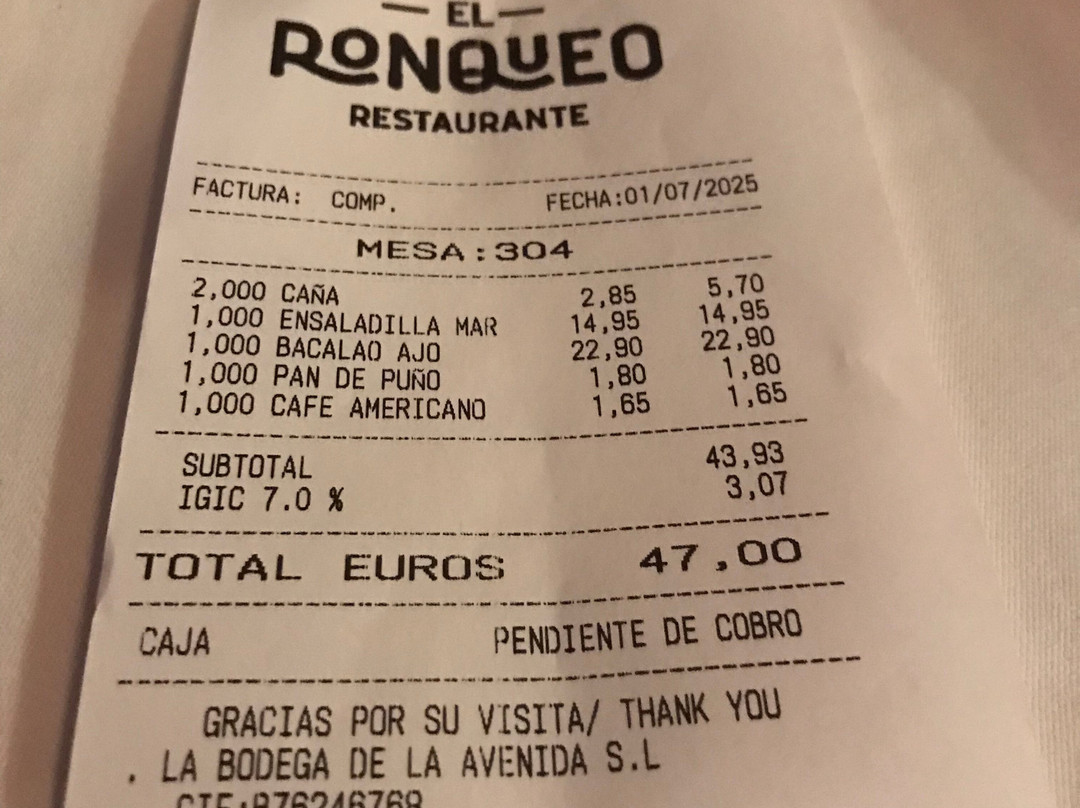 EL
RONQUEO
RESTAURANTE
FACTURA: COMP. FECHA:01/07/2025
MESA:304
2,000 CAÑA 2,85 5,70
1,000 ENSALADILLA MAR 14,95 14,95
1,000 BACALAO AJO 22,90 22,90
1,000 PAN DE PUÑO 1,80 1,80
1,000 CAFE AMERICANO 1,65 1,65
SUBTOTAL 43,93
IGIC 7.0 % 3,07
TOTAL EUROS 47,00
CAJA PENDIENTE DE COBRO
GRACIAS POR SU VISITA/ THANK YOU
. LA BODEGA DE LA AVENIDA S.L